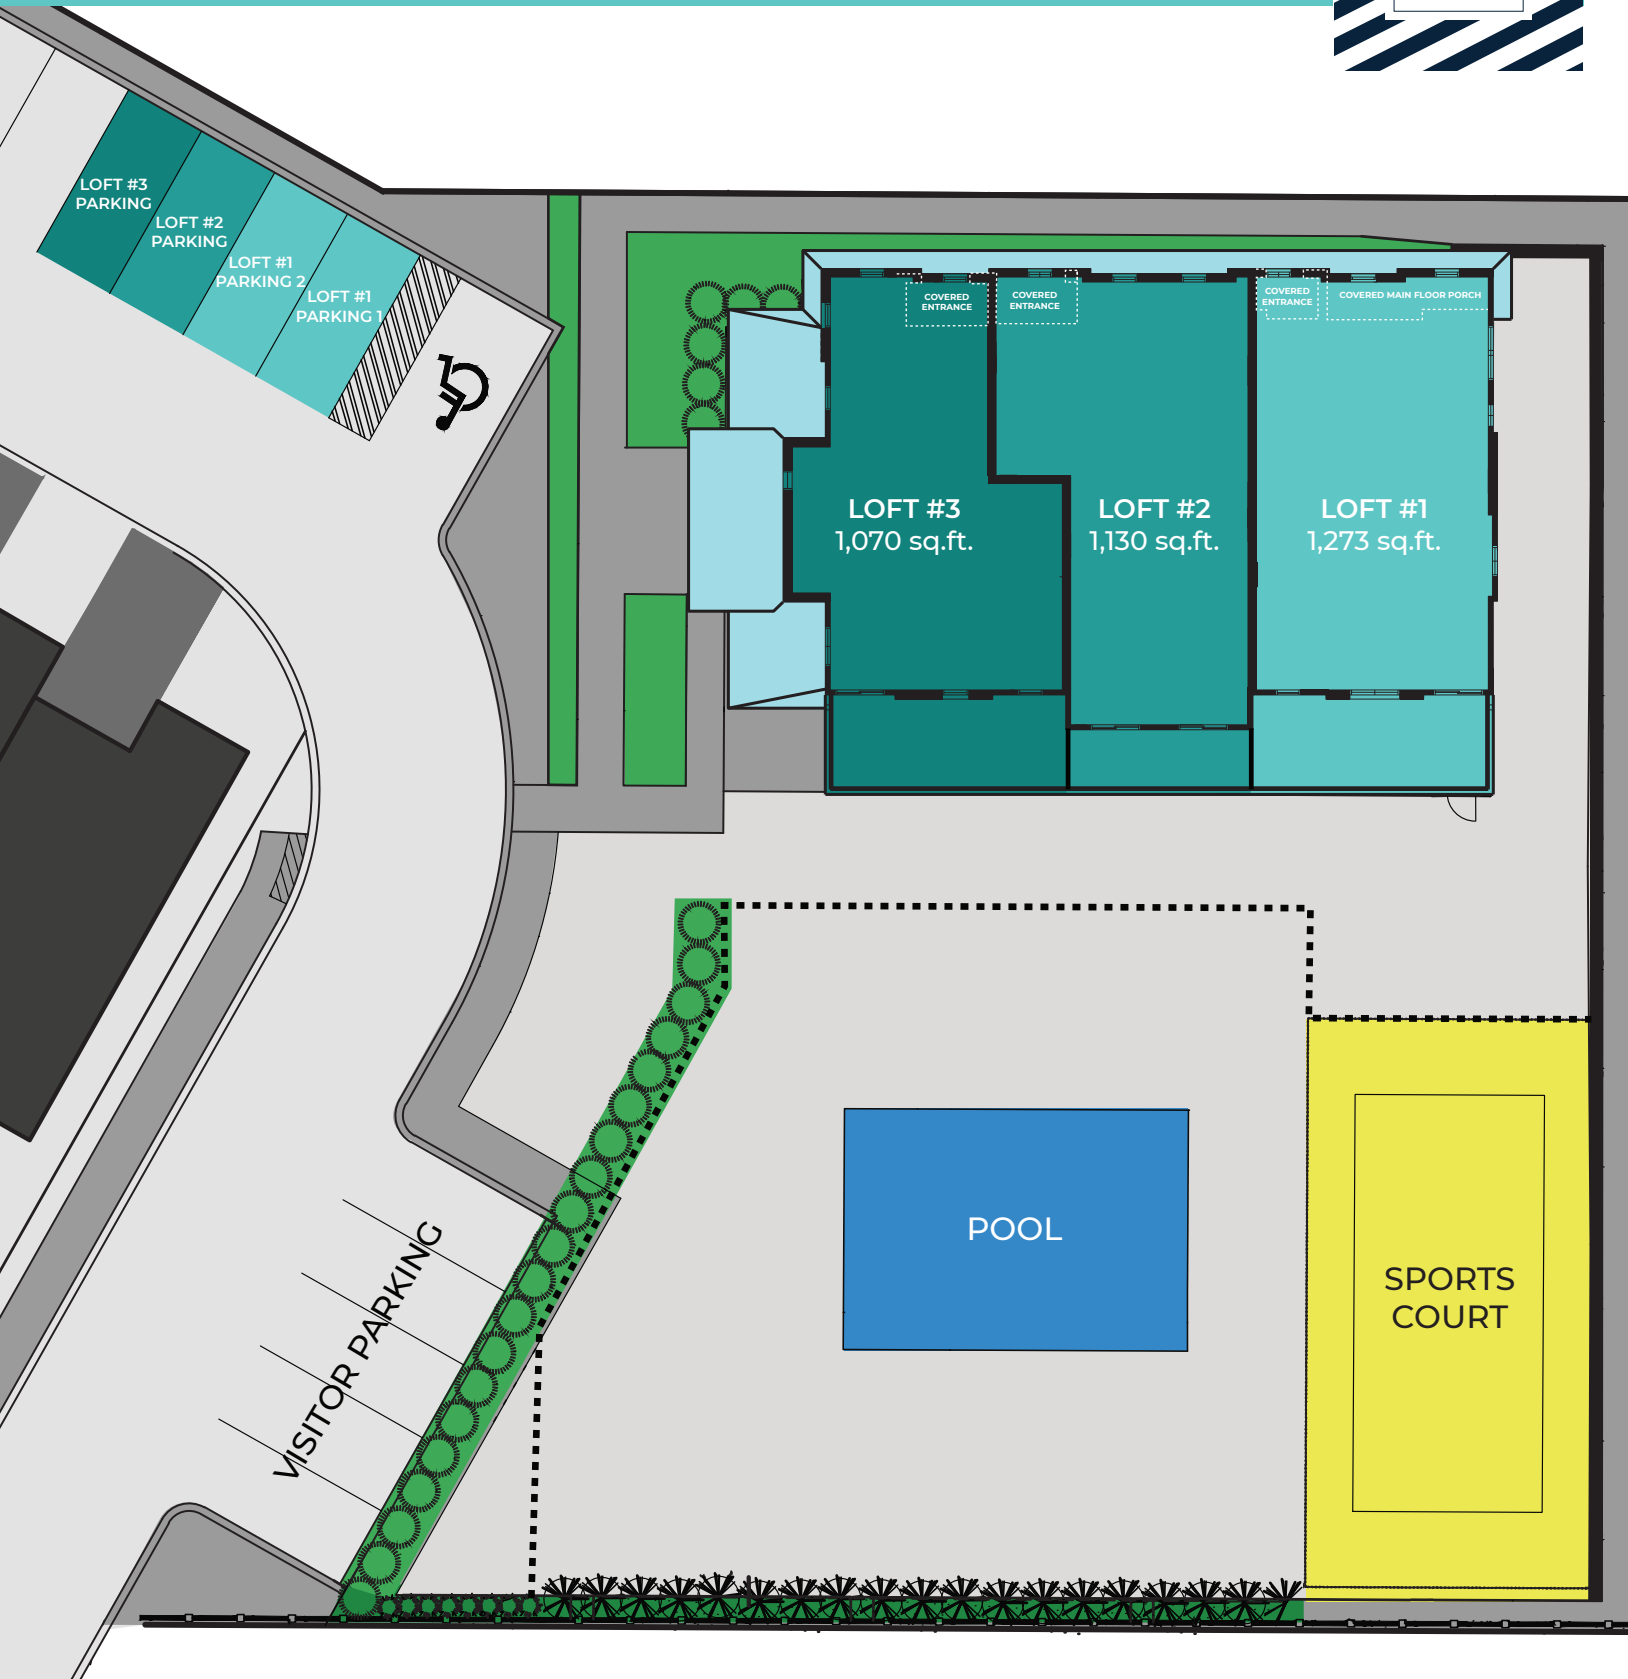 LOFT #3
PARKING
LOFT #2
PARKING
LOFT #1
PARKING 2
LOFT #1
PARKING 1
COVERED
ENTRANCE
COVERED
ENTRANCE
COVERED
ENTRANCE
COVERED MAIN FLOOR PORCH
LOFT #3
1,070 sq.ft.
LOFT #2
1,130 sq.ft.
LOFT #1
1,273 sq.ft.
POOL
SPORTS
COURT
VISITOR PARKING